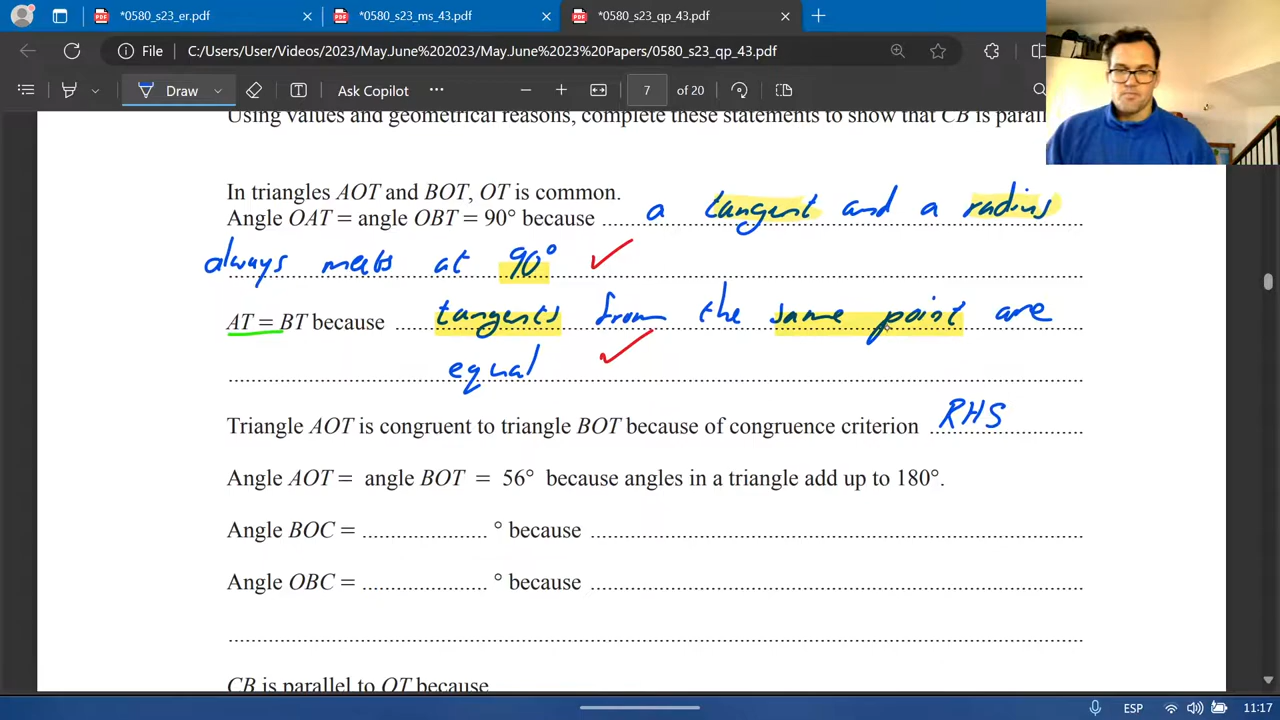 *0580_s23_er.pdf
*0580_s23_ms_43.pdf
*0580_s23_qp_43.pdf
File
C:/Users/User/Videos/2023/May.June%202023/May.June%2023%20Papers/0580_s23_qp_43.pdf
Draw
Ask Copilot
7 of 20
Using values and geometrical reasons, complete these statements to show that CB is parall
In triangles AOT and BOT, OT is common.
Angle OAT = angle OBT = 90° because a tangent and a radius
always meets at 90°
AT = BT because tangents from the same point are
equal
Triangle AOT is congruent to triangle BOT because of congruence criterion RHS
Angle AOT = angle BOT = 56° because angles in a triangle add up to 180°.
Angle BOC = ° because
Angle OBC = ° because
CB is parallel to OT because
ESP
11:17